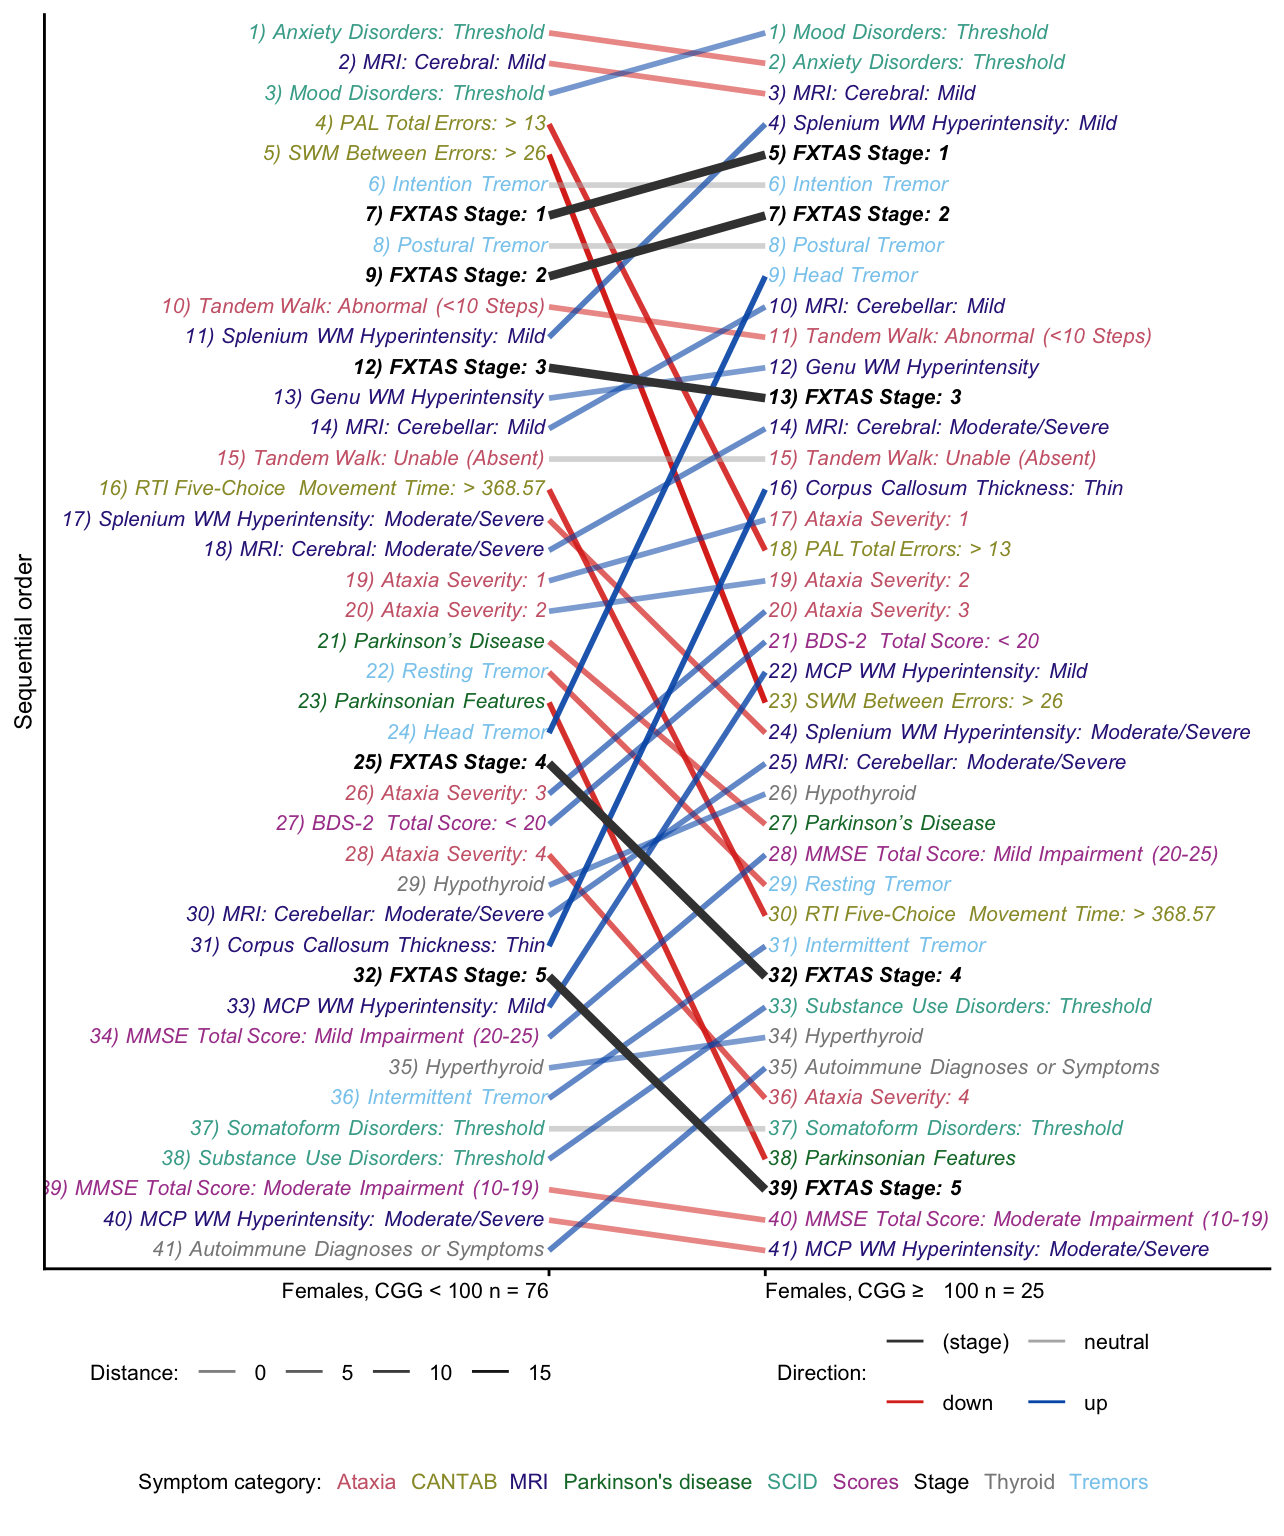 Sequential order
1) Anxiety Disorders: Threshold
2) MRI: Cerebral: Mild
3) Mood Disorders: Threshold
4) PAL Total Errors: > 13
5) SWM Between Errors: > 26
6) Intention Tremor
7) FXTAS Stage: 1
8) Postural Tremor
9) FXTAS Stage: 2
10) Tandem Walk: Abnormal (<10 Steps)
11) Splenium WM Hyperintensity: Mild
12) FXTAS Stage: 3
13) Genu WM Hyperintensity
14) MRI: Cerebellar: Mild
15) Tandem Walk: Unable (Absent)
16) RTI Five-Choice Movement Time: > 368.57
17) Splenium WM Hyperintensity: Moderate/Severe
18) MRI: Cerebral: Moderate/Severe
19) Ataxia Severity: 1
20) Ataxia Severity: 2
21) Parkinson’s Disease
22) Resting Tremor
23) Parkinsonian Features
24) Head Tremor
25) FXTAS Stage: 4
26) Ataxia Severity: 3
27) BDS-2 Total Score: < 20
28) Ataxia Severity: 4
29) Hypothyroid
30) MRI: Cerebellar: Moderate/Severe
31) Corpus Callosum Thickness: Thin
32) FXTAS Stage: 5
33) MCP WM Hyperintensity: Mild
34) MMSE Total Score: Mild Impairment (20-25)
35) Hyperthyroid
36) Intermittent Tremor
37) Somatoform Disorders: Threshold
38) Substance Use Disorders: Threshold
39) MMSE Total Score: Moderate Impairment (10-19)
40) MCP WM Hyperintensity: Moderate/Severe
41) Autoimmune Diagnoses or Symptoms
1) Mood Disorders: Threshold
2) Anxiety Disorders: Threshold
3) MRI: Cerebral: Mild
4) Splenium WM Hyperintensity: Mild
5) FXTAS Stage: 1
6) Intention Tremor
7) FXTAS Stage: 2
8) Postural Tremor
9) Head Tremor
10) MRI: Cerebellar: Mild
11) Tandem Walk: Abnormal (<10 Steps)
12) Genu WM Hyperintensity
13) FXTAS Stage: 3
14) MRI: Cerebral: Moderate/Severe
15) Tandem Walk: Unable (Absent)
16) Corpus Callosum Thickness: Thin
17) Ataxia Severity: 1
18) PAL Total Errors: > 13
19) Ataxia Severity: 2
20) Ataxia Severity: 3
21) BDS-2 Total Score: < 20
22) MCP WM Hyperintensity: Mild
23) SWM Between Errors: > 26
24) Splenium WM Hyperintensity: Moderate/Severe
25) MRI: Cerebellar: Moderate/Severe
26) Hypothyroid
27) Parkinson’s Disease
28) MMSE Total Score: Mild Impairment (20-25)
29) Resting Tremor
30) RTI Five-Choice Movement Time: > 368.57
31) Intermittent Tremor
32) FXTAS Stage: 4
33) Substance Use Disorders: Threshold
34) Hyperthyroid
35) Autoimmune Diagnoses or Symptoms
36) Ataxia Severity: 4
37) Somatoform Disorders: Threshold
38) Parkinsonian Features
39) FXTAS Stage: 5
40) MMSE Total Score: Moderate Impairment (10-19)
41) MCP WM Hyperintensity: Moderate/Severe
Females, CGG < 100 n = 76
Females, CGG ≥ 100 n = 25
Distance: 0 5 10 15
Direction: (stage) neutral
down up
Symptom category: Ataxia CANTAB MRI Parkinson's disease SCID Scores Stage Thyroid Tremors